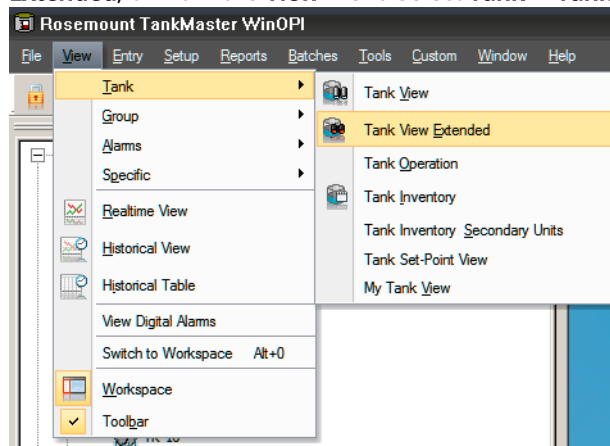 Rosemount TankMaster WinOPI
File View Entry Setup Reports Batches Tools Custom Window Help
Tank
Group
Alarms
Specific
Realtime View
Historical View
Historical Table
View Digital Alarms
Switch to Workspace Alt+0
Workspace
Toolbar
Tank View
Tank View Extended
Tank Operation
Tank Inventory
Tank Inventory Secondary Units
Tank Set-Point View
My Tank View